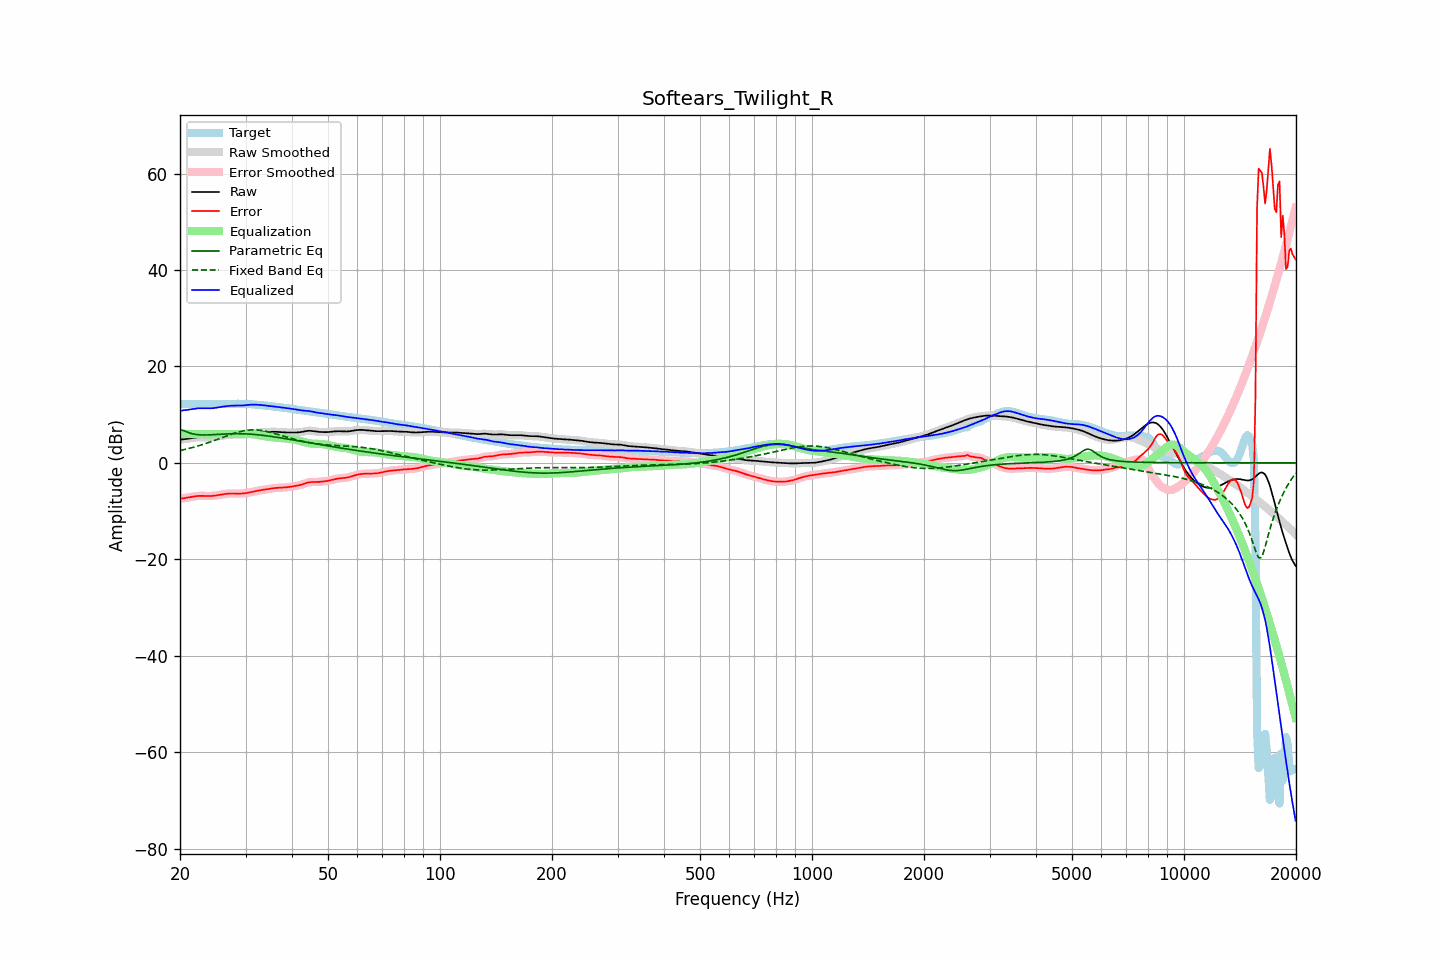 Softears_Twilight_R
Target
Raw Smoothed
Error Smoothed
Raw
Error
Equalization
Parametric Eq
Fixed Band Eq
Equalized
Amplitude (dBr)
60
40
20
0
−20
−40
−60
−80
20 50 100 200 500 1000 2000 5000 10000 20000
Frequency (Hz)